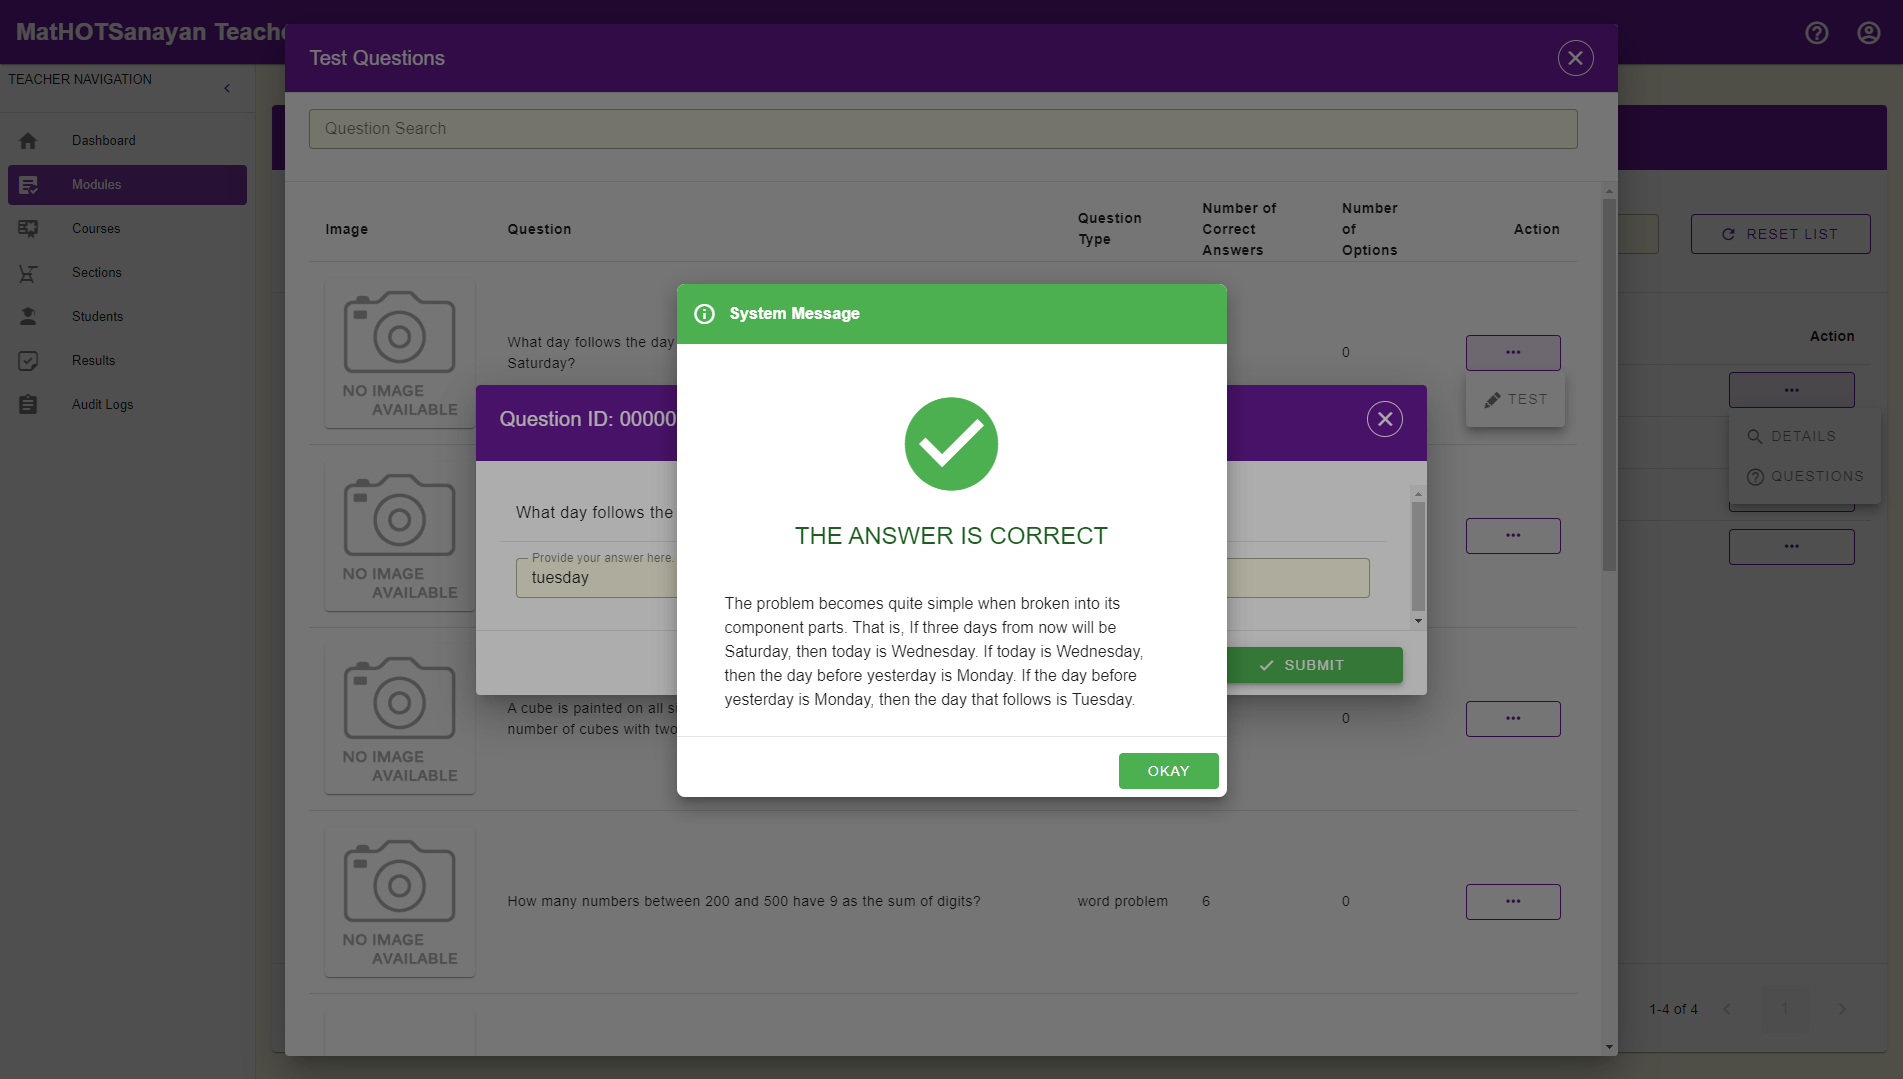 MatHOTSanayan Teache
TEACHER NAVIGATION
Dashboard
Modules
Courses
Sections
Students
Results
Audit Logs
Test Questions
Question Search
Image
Question
Question
Type
Number of
Correct
Answers
Number
of
Options
Action
NO IMAGE
AVAILABLE
What day follows the day
Saturday?
0
TEST
NO IMAGE
AVAILABLE
NO IMAGE
AVAILABLE
A cube is painted on all
number of cubes with two
0
NO IMAGE
AVAILABLE
How many numbers between 200 and 500 have 9 as the sum of digits?
word problem
6
0
Question ID: 00000
What day follows the
Provide your answer here.
tuesday
SUBMIT
System Message
THE ANSWER IS CORRECT
The problem becomes quite simple when broken into its
component parts. That is, If three days from now will be
Saturday, then today is Wednesday. If today is Wednesday,
then the day before yesterday is Monday. If the day before
yesterday is Monday, then the day that follows is Tuesday.
OKAY
RESET LIST
Action
DETAILS
QUESTIONS
1-4 of 4
1